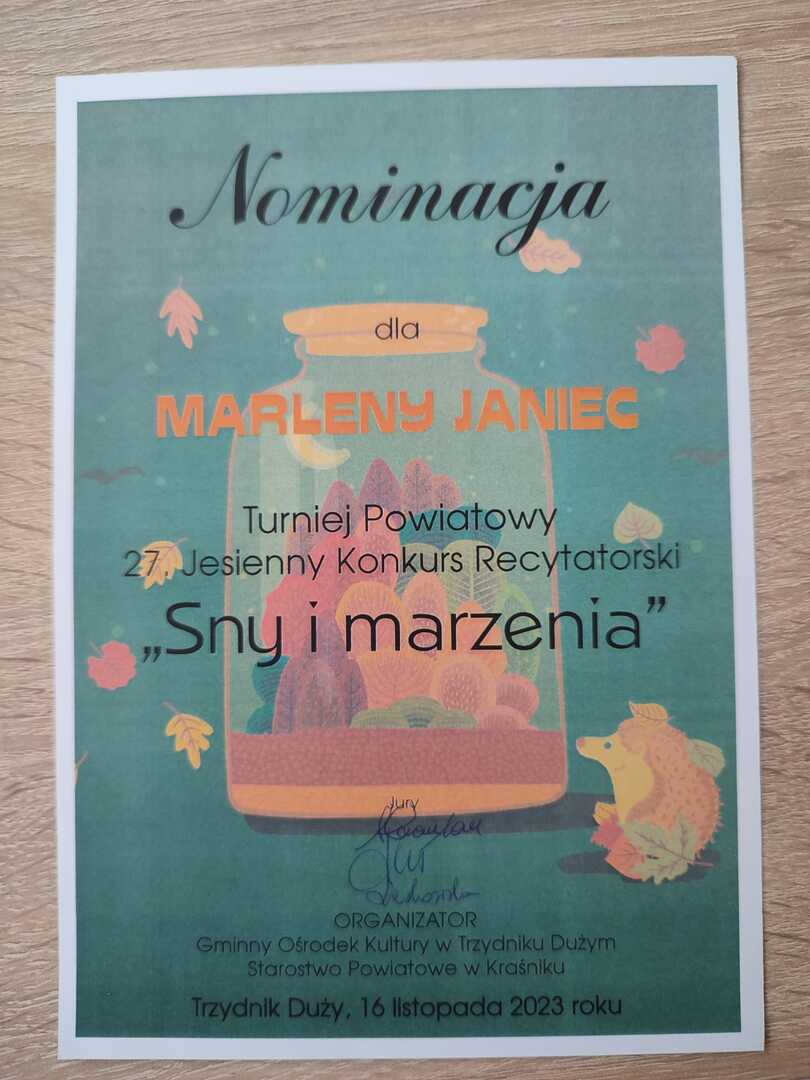 Nominacja
dla
MARLENY JANIEC
Turniej Powiatowy
27. Jesienny Konkurs Recytatorski
„Sny i marzenia”
Jury
ORGANIZATOR
Gminny Ośrodek Kultury w Trzydniku Dużym
Starostwo Powiatowe w Kraśniku
Trzydnik Duży, 16 listopada 2023 roku